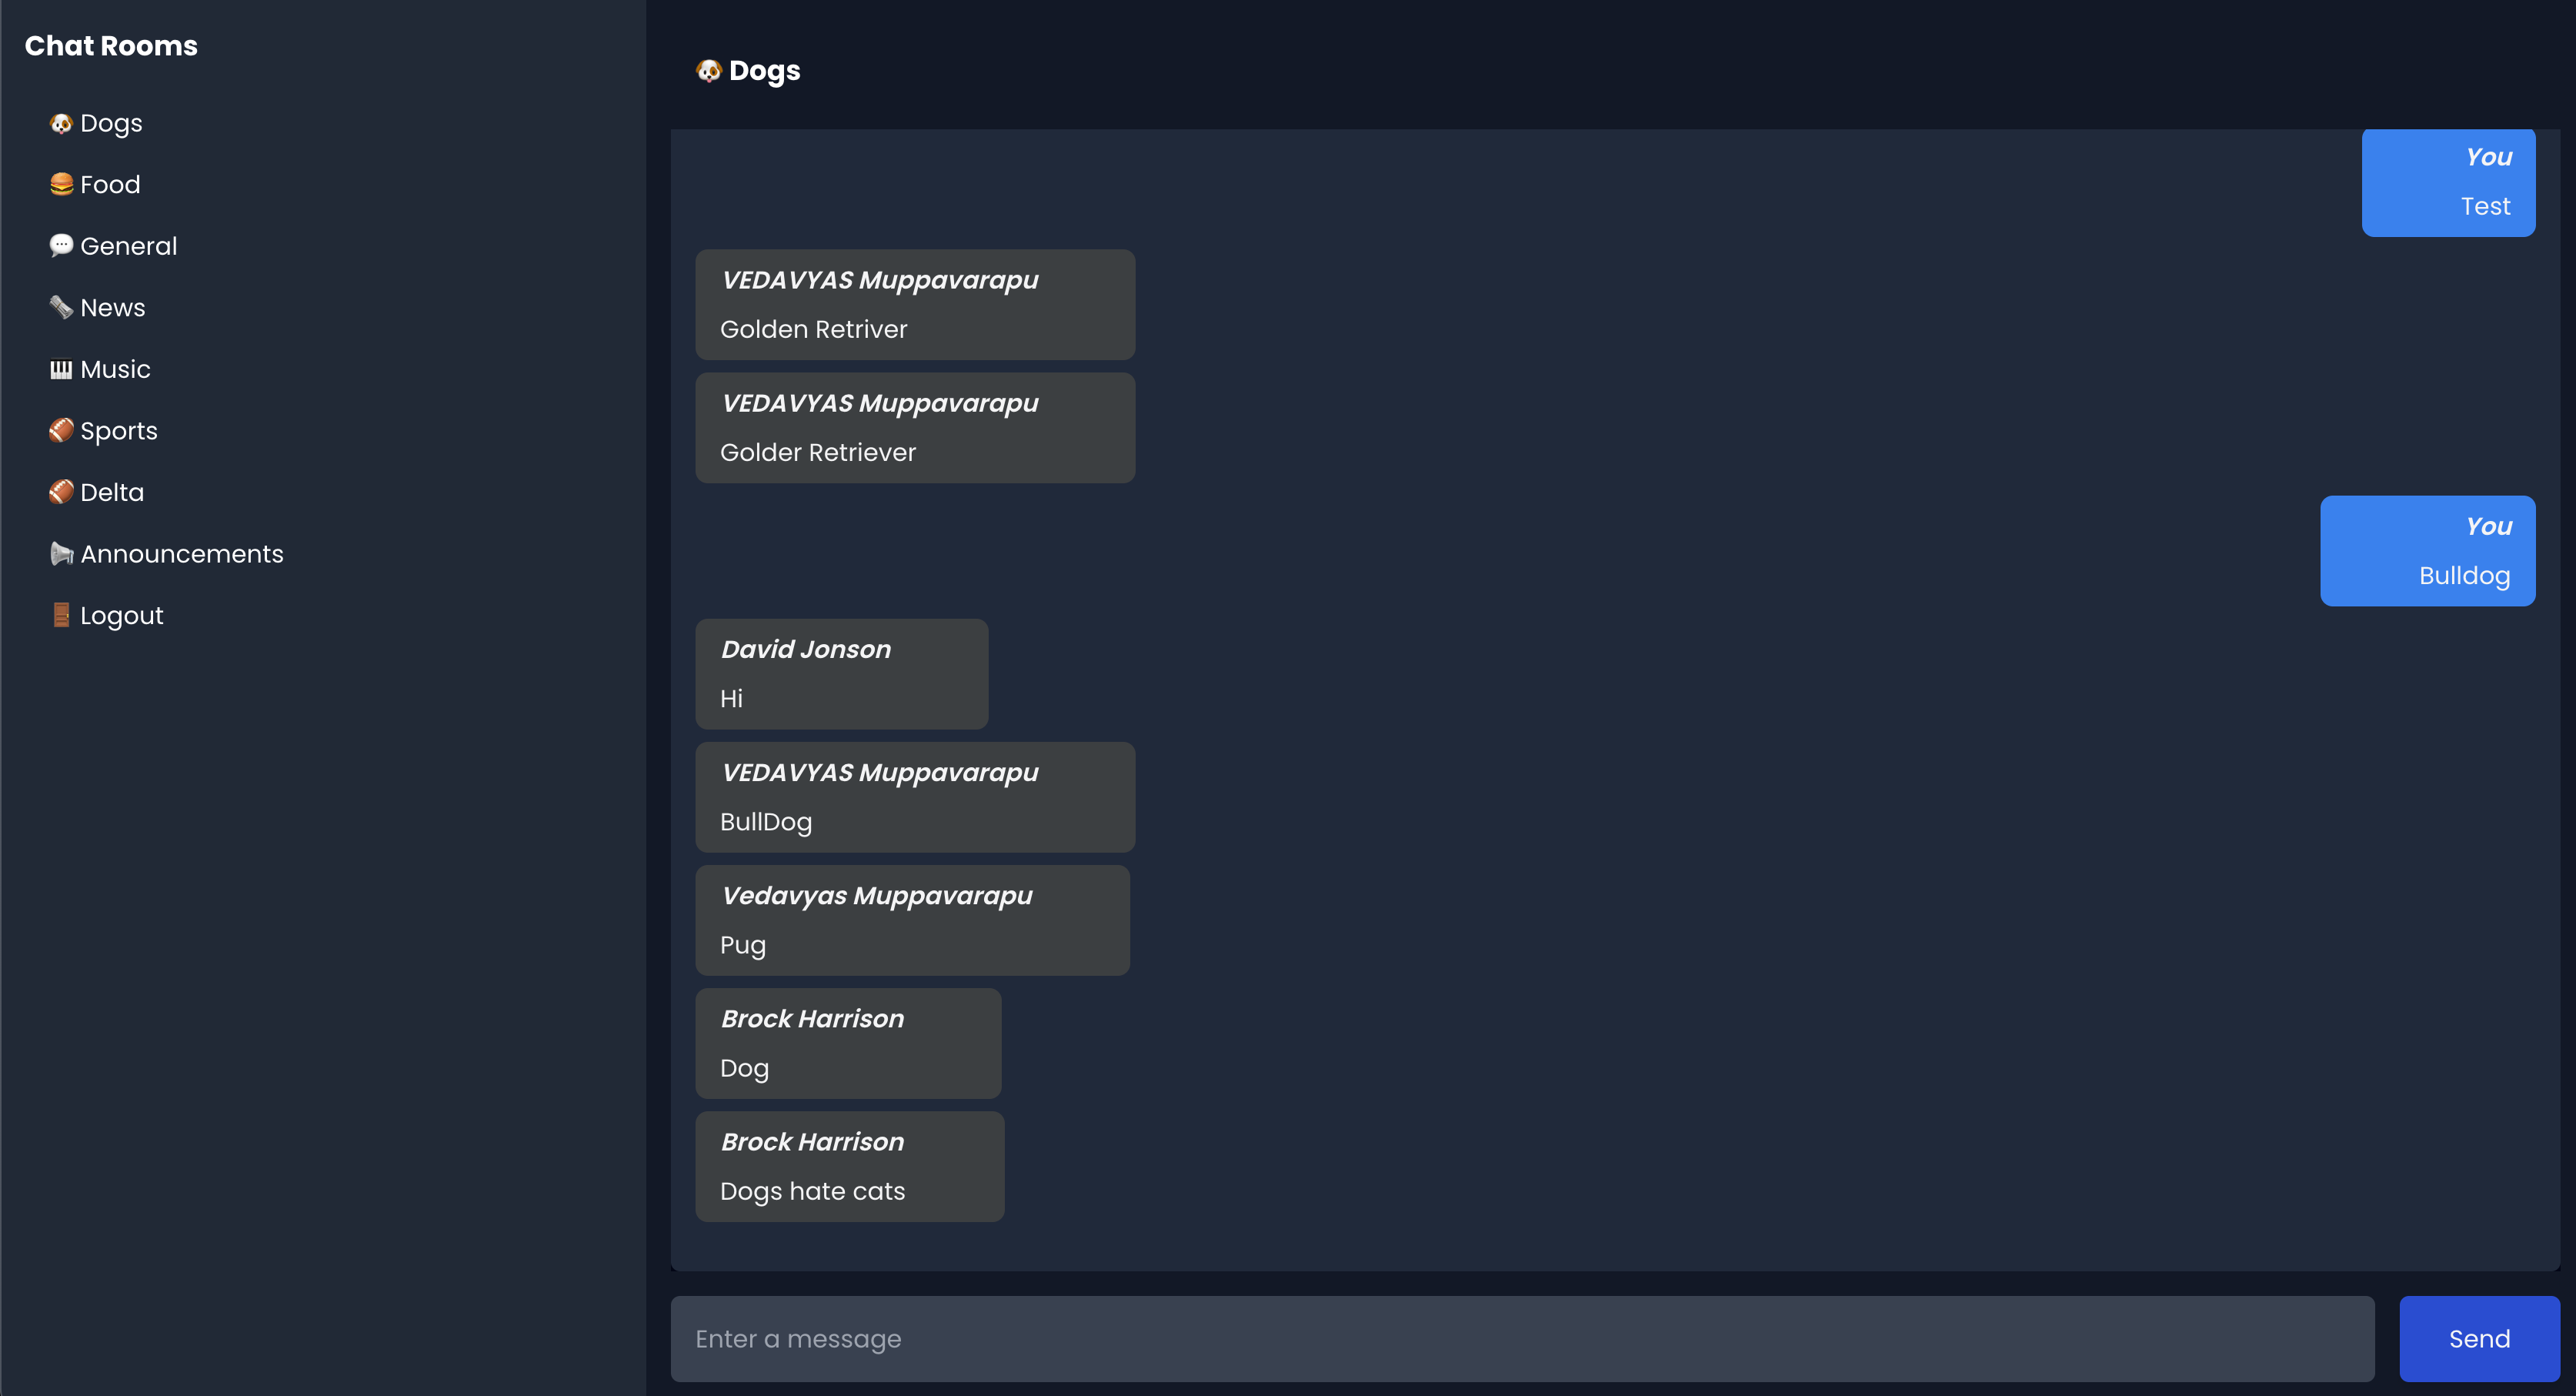 Chat Rooms
🐶 Dogs
🍔 Food
💬 General
🗞️ News
🎹 Music
🏈 Sports
🏈 Delta
📢 Announcements
🚪 Logout
🐶 Dogs
You
Test
VEDAVYAS Muppavarapu
Golden Retriver
VEDAVYAS Muppavarapu
Golder Retriever
You
Bulldog
David Jonson
Hi
VEDAVYAS Muppavarapu
BullDog
Vedavyas Muppavarapu
Pug
Brock Harrison
Dog
Brock Harrison
Dogs hate cats
Enter a message
Send